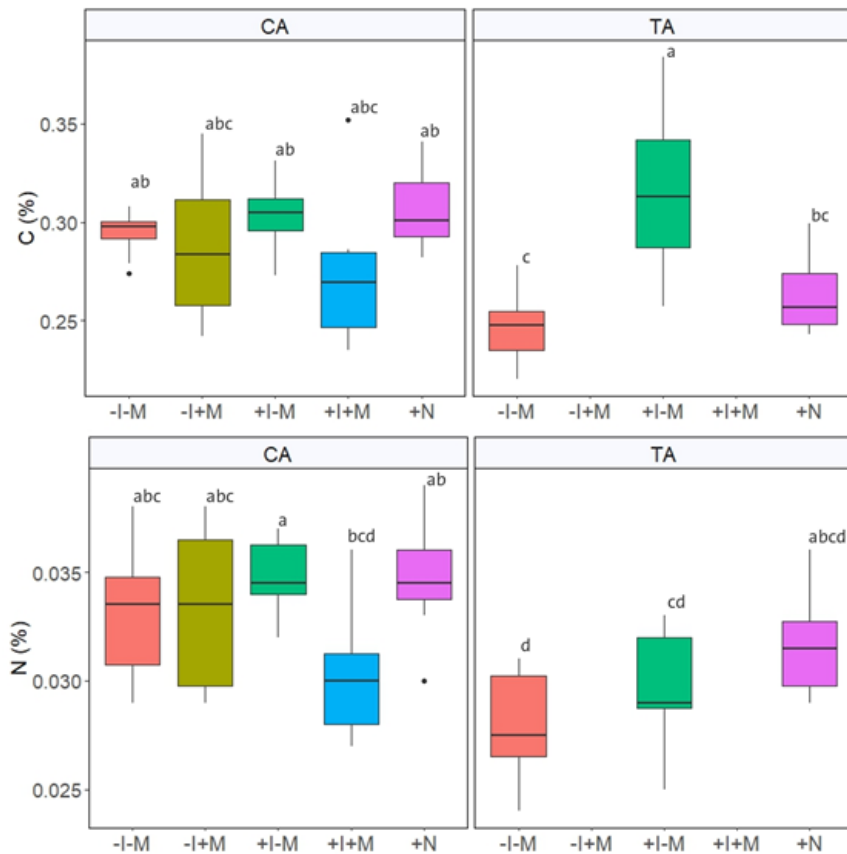 CA TA
a
abc abc
0.35
ab ab ab
bc
C (%)
0.30
c
0.25
-I-M -I+M +I-M +I+M +N -I-M -I+M +I-M +I+M +N
CA TA
ab
abc abc
a bcd abcd
0.035
cd
d
N (%)
0.030
0.025
-I-M -I+M +I-M +I+M +N -I-M -I+M +I-M +I+M +N